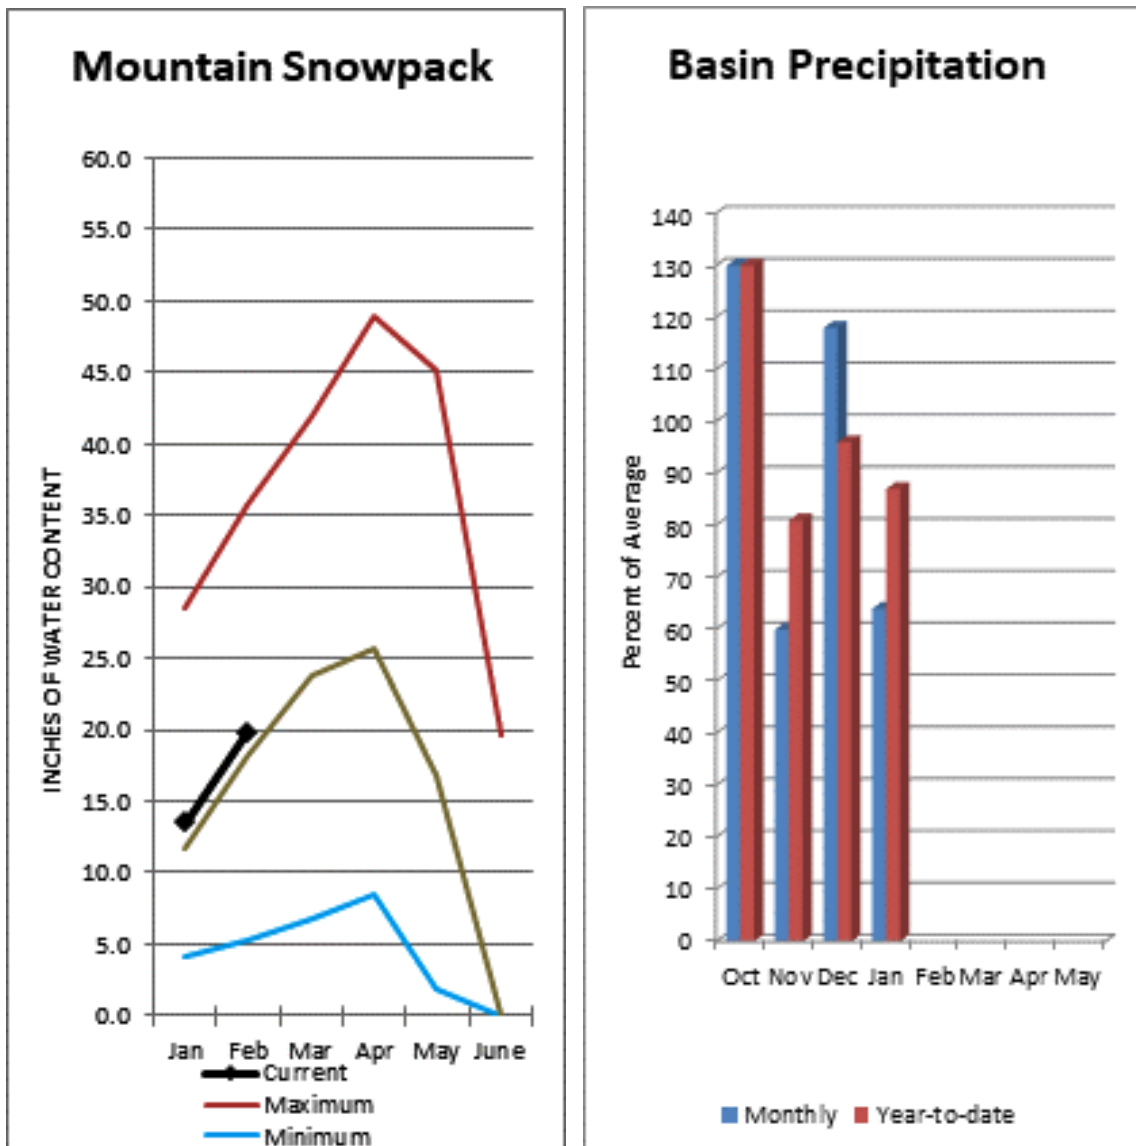 Mountain Snowpack
60.0
55.0
50.0
45.0
40.0
35.0
30.0
25.0
20.0
15.0
10.0
5.0
0.0
INCHES OF WATER CONTENT
Jan Feb Mar Apr May June
Current
Maximum
Minimum
Basin Precipitation
140
130
120
110
100
90
80
70
60
50
40
30
20
10
0
Percent of Average
Oct Nov Dec Jan Feb Mar Apr May
Monthly Year-to-date